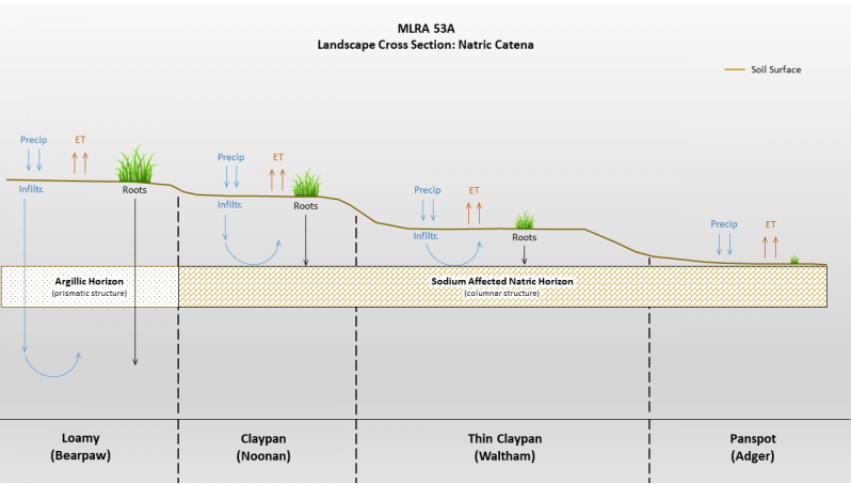 MLRA 53A
Landscape Cross Section: Natric Catena
Soil Surface
Precip
ET
Infiltr.
Roots
Precip
ET
Infiltr.
Roots
Precip
ET
Infiltr.
Roots
Precip
ET
Argillic Horizon
(prismatic structure)
Sodium Affected Natric Horizon
(columnar structure)
Loamy
(Bearpaw)
Claypan
(Noonan)
Thin Claypan
(Waltham)
Panspot
(Adger)